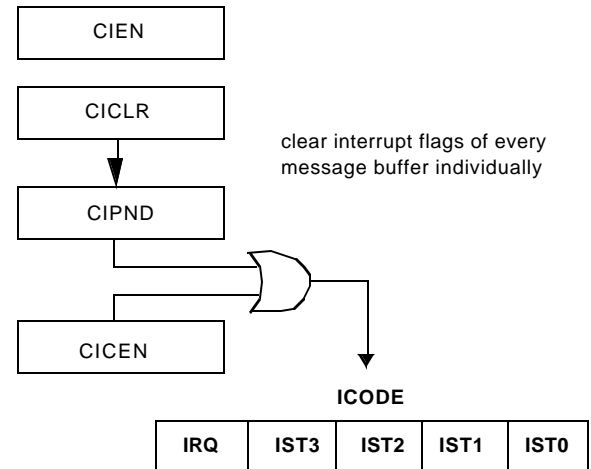 CIEN
CICLR
clear interrupt flags of every
message buffer individually
CIPND
CICEN
ICODE
IRQ IST3 IST2 IST1 IST0